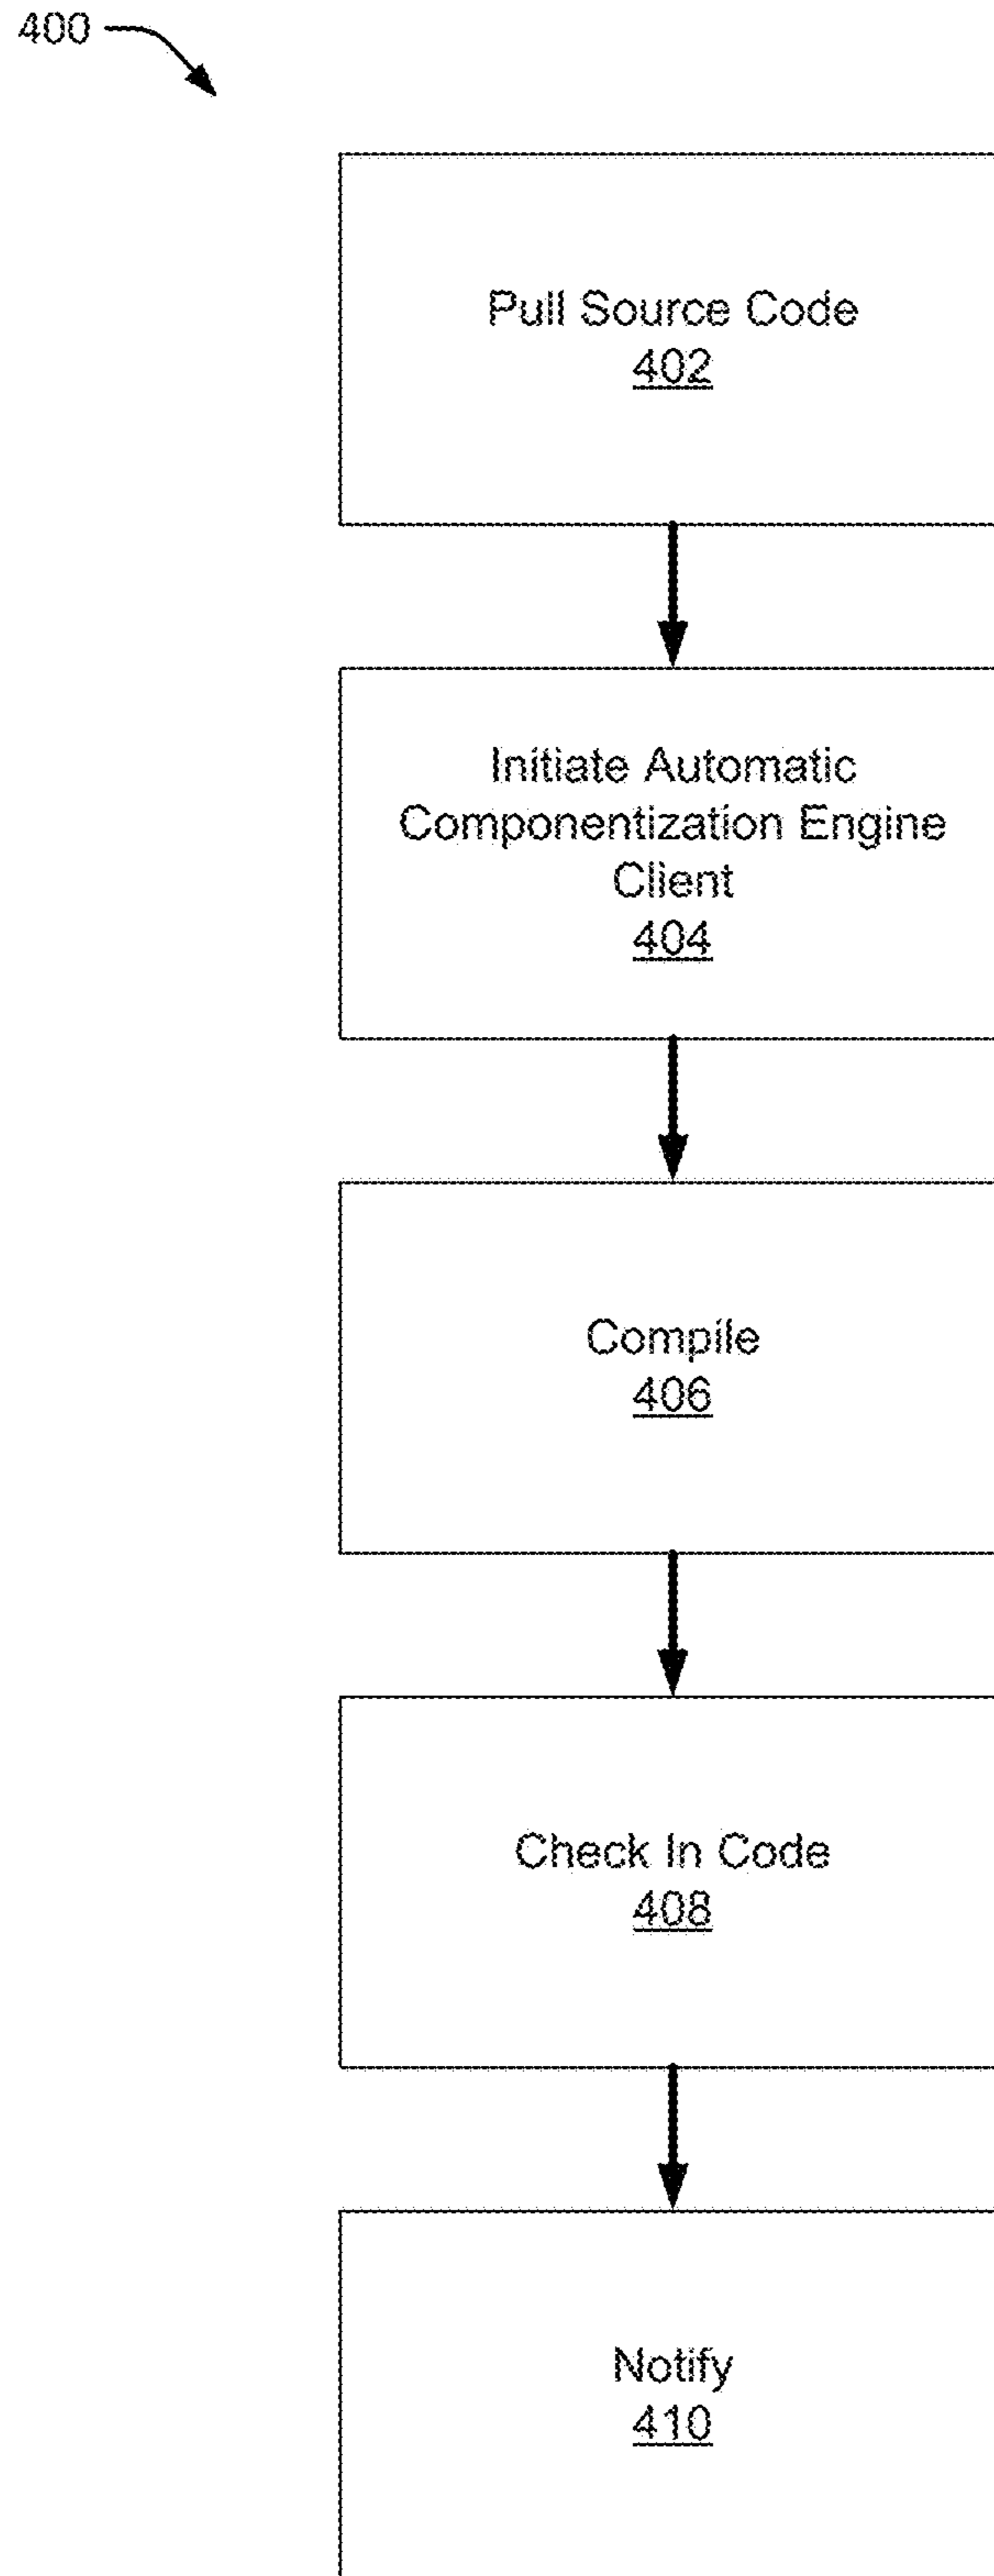 400
Pull Source Code
402
Initiate Automatic
Componentization Engine
Client
404
Compile
406
Check In Code
408
Notify
410